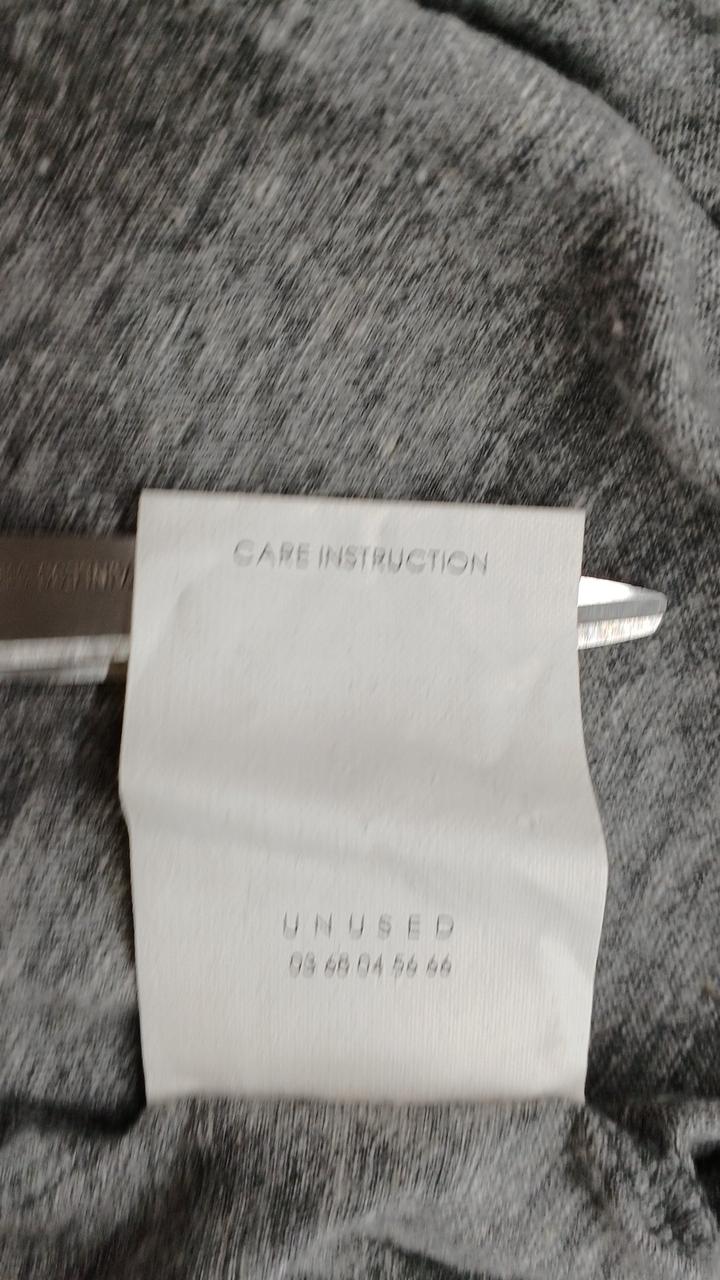 CARE INSTRUCTION
UNUSED
03 68 04 56 66